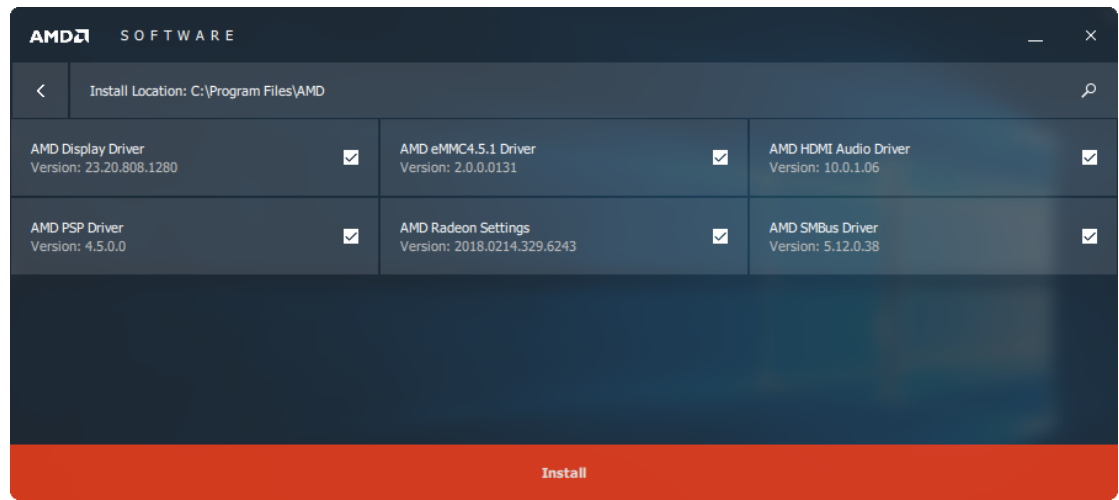 AMD SOFTWARE
Install Location: C:\Program Files\AMD
AMD Display Driver
Version: 23.20.808.1280
AMD eMMC4.5.1 Driver
Version: 2.0.0.0131
AMD HDMI Audio Driver
Version: 10.0.1.06
AMD PSP Driver
Version: 4.5.0.0
AMD Radeon Settings
Version: 2018.0214.329.6243
AMD SMBus Driver
Version: 5.12.0.38
Install